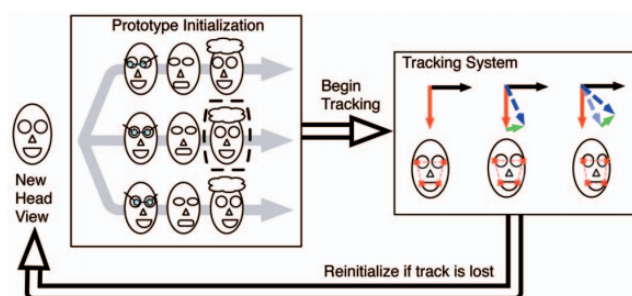 Prototype Initialization
New
Head
View
Begin
Tracking
Tracking System
Reinitialize if track is lost